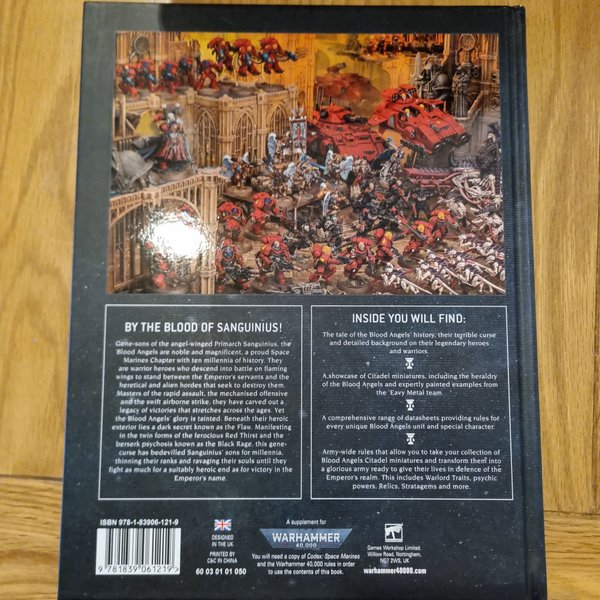 BY THE BLOOD OF SANGUINIUS!
Gene-sons of the angel-winged Primarch Sanguinius, the
Blood Angels are noble and magnificent, a proud Space
Marines Chapter with ten millennia of history. They
are warrior heroes who descend into battle on flaming
wings to stand between the Emperor's servants and the
heretical and alien hordes that seek to destroy them.
Masters of the rapid assault, the mechanised offensive
and the swift airborne strike, they have carved out a
legacy of victories that stretches across the ages. Yet
the Blood Angels' glory is tainted. Beneath their heroic
exterior lies a dark secret known as the Flaw. Manifesting
in the twin forms of the ferocious Red Thirst and the
berserk psychosis known as the Black Rage, this gene-
curse has bedevilled Sanguinius' sons for millennia,
thinning their ranks and ravaging their souls until they
fight as much for a suitably heroic end as for victory in the
Emperor's name.
INSIDE YOU WILL FIND:
The tale of the Blood Angels' history, their terrible curse
and detailed background on their legendary heroes
and warriors.
A showcase of Citadel miniatures, including the heraldry
of the Blood Angels and expertly painted examples from
the 'Eavy Metal team.
A comprehensive range of datasheets providing rules for
every unique Blood Angels unit and special character.
Army-wide rules that allow you to take your collection of
Blood Angels Citadel miniatures and transform them into
a glorious army ready to give their lives in defence of the
Emperor's realm. This includes Warlord Traits, psychic
powers, Relics, Stratagems and more.
ISBN 978-1-83906-121-9
9 781839 061219 >
DESIGNED
IN THE UK
PRINTED BY
C&C IN CHINA
60 03 01 01 050
A supplement for
WARHAMMER
40,000
You will need a copy of Codex: Space Marines
and the Warhammer 40,000 rules in order
to use the contents of this book.
Games Workshop Limited,
Willow Road, Nottingham,
NG7 2WS, UK
warhammer40000.com